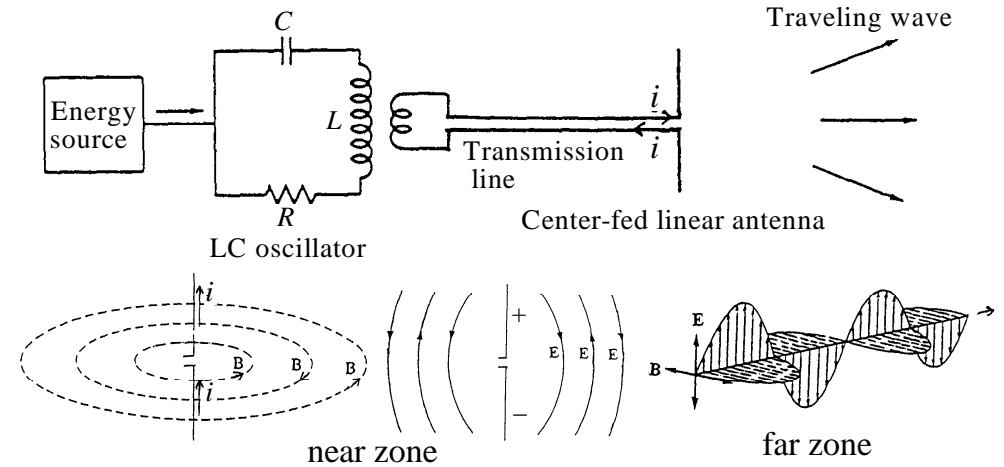 Traveling wave
C
Energy
source
L
i
i
Transmission
line
R
Center-fed linear antenna
LC oscillator
i
B
B
B
i
+
E
E
E
−
near zone
E
B
far zone